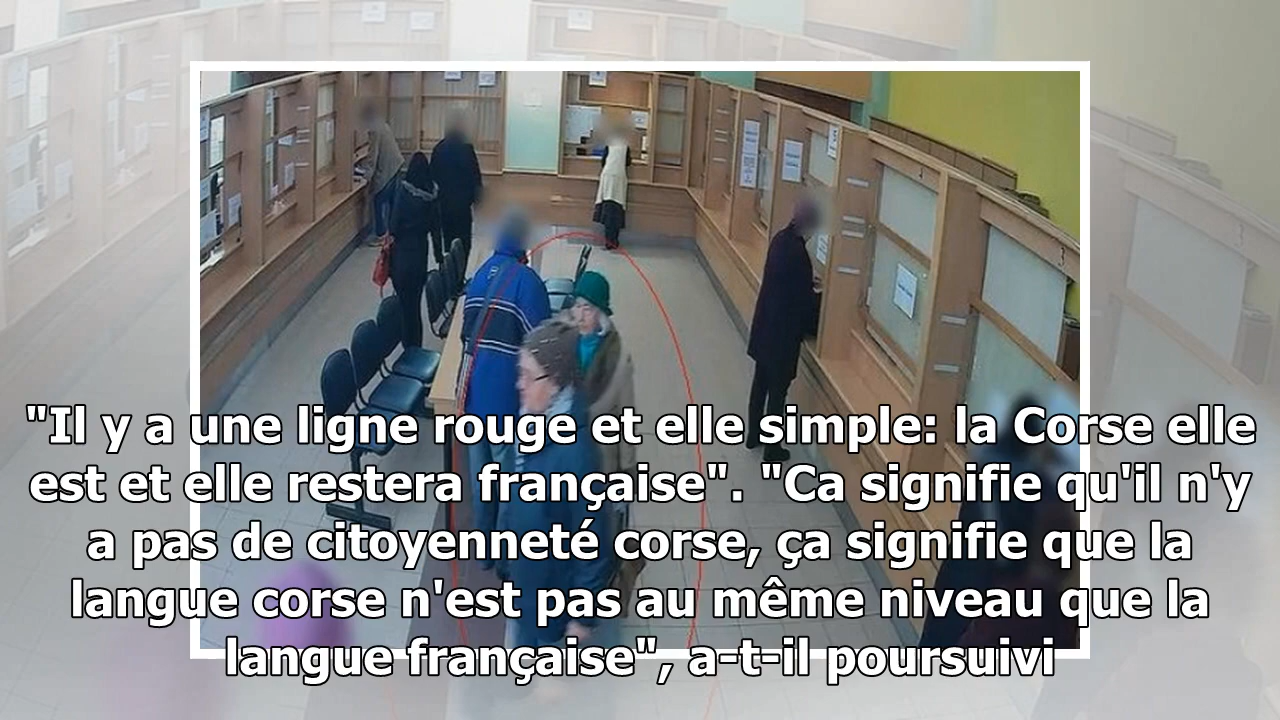 "Il y a une ligne rouge et elle simple: la Corse elle
est et elle restera française". "Ca signifie qu'il n'y
a pas de citoyenneté corse, ça signifie que la
langue corse n'est pas au même niveau que la
langue française", a-t-il poursuivi